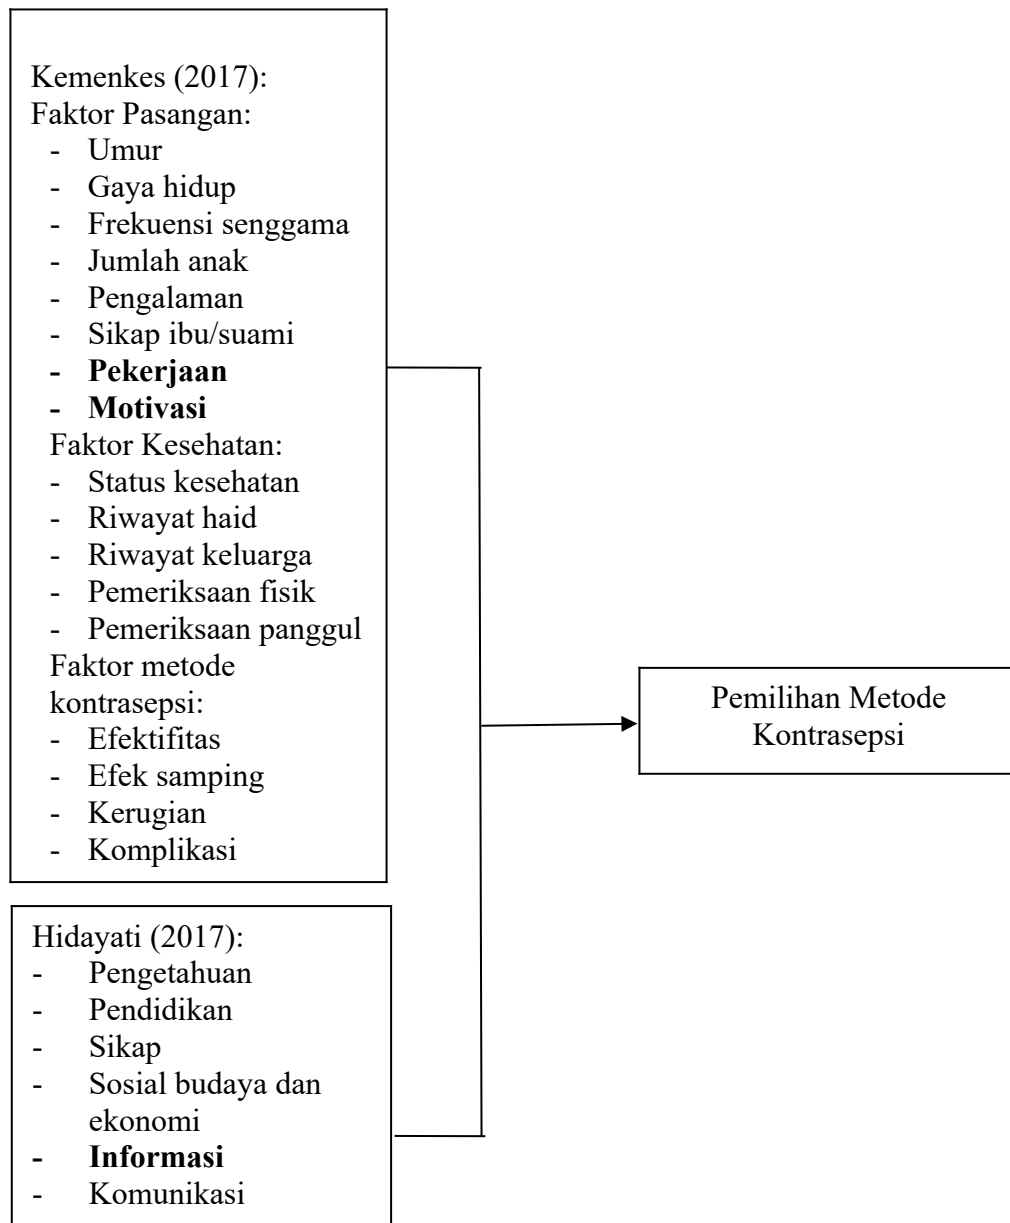 Kemenkes (2017):
Faktor Pasangan:
- Umur
- Gaya hidup
- Frekuensi senggama
- Jumlah anak
- Pengalaman
- Sikap ibu/suami
- Pekerjaan
- Motivasi
Faktor Kesehatan:
- Status kesehatan
- Riwayat haid
- Riwayat keluarga
- Pemeriksaan fisik
- Pemeriksaan panggul
Faktor metode
kontrasepsi:
- Efektifitas
- Efek samping
- Kerugian
- Komplikasi
Pemilihan Metode
Kontrasepsi
Hidayati (2017):
- Pengetahuan
- Pendidikan
- Sikap
- Sosial budaya dan
ekonomi
- Informasi
- Komunikasi